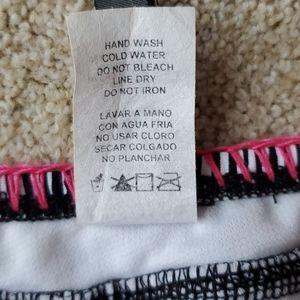 HAND WASH
COLD WATER
DO NOT BLEACH
LINE DRY
DO NOT IRON
LAVAR A MANO
CON AGUA FRIA
NO USAR CLORO
SECAR COLGADO
NO PLANCHAR